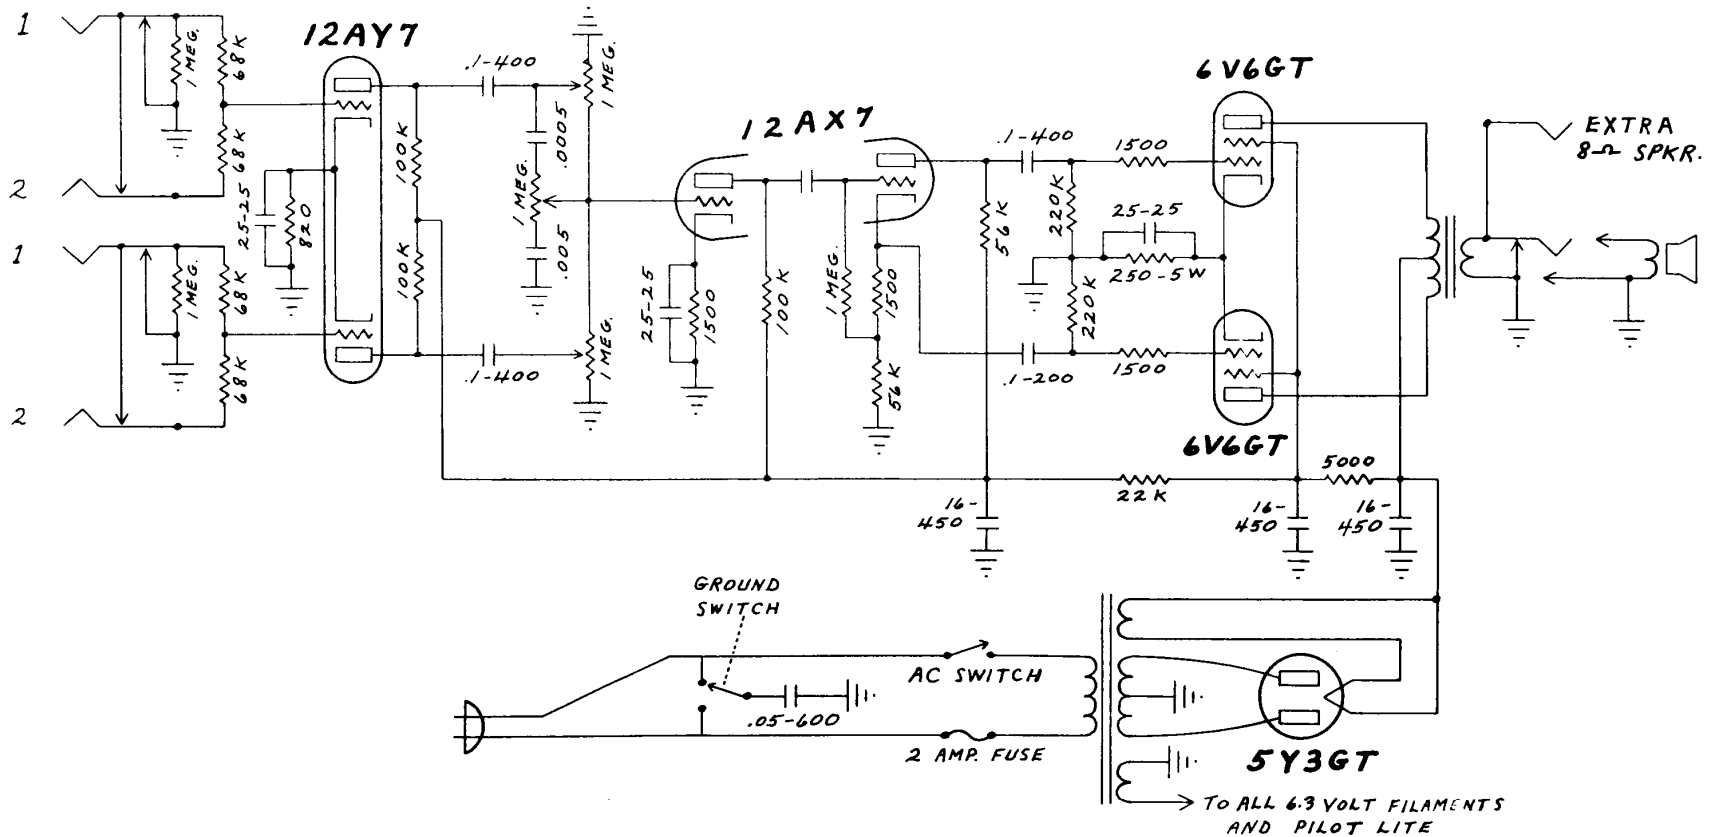 1
2
1
2
1 MEG.
68K
68K
1 MEG.
68K
68K
12AY7
25-25
820
100K
100K
.1-400
.1-400
.0005
1 MEG.
.005
1 MEG.
1 MEG.
12AX7
25-25
1500
100K
1 MEG.
1500
56K
56K
.1-400
.1-200
220K
220K
1500
1500
25-25
250-5W
6V6GT
6V6GT
EXTRA
8-Ω SPKR.
22K
5000
16-
450
16-
450
16-
450
GROUND
SWITCH
AC SWITCH
.05-600
2 AMP. FUSE
5Y3GT
TO ALL 6.3 VOLT FILAMENTS
AND PILOT LITE